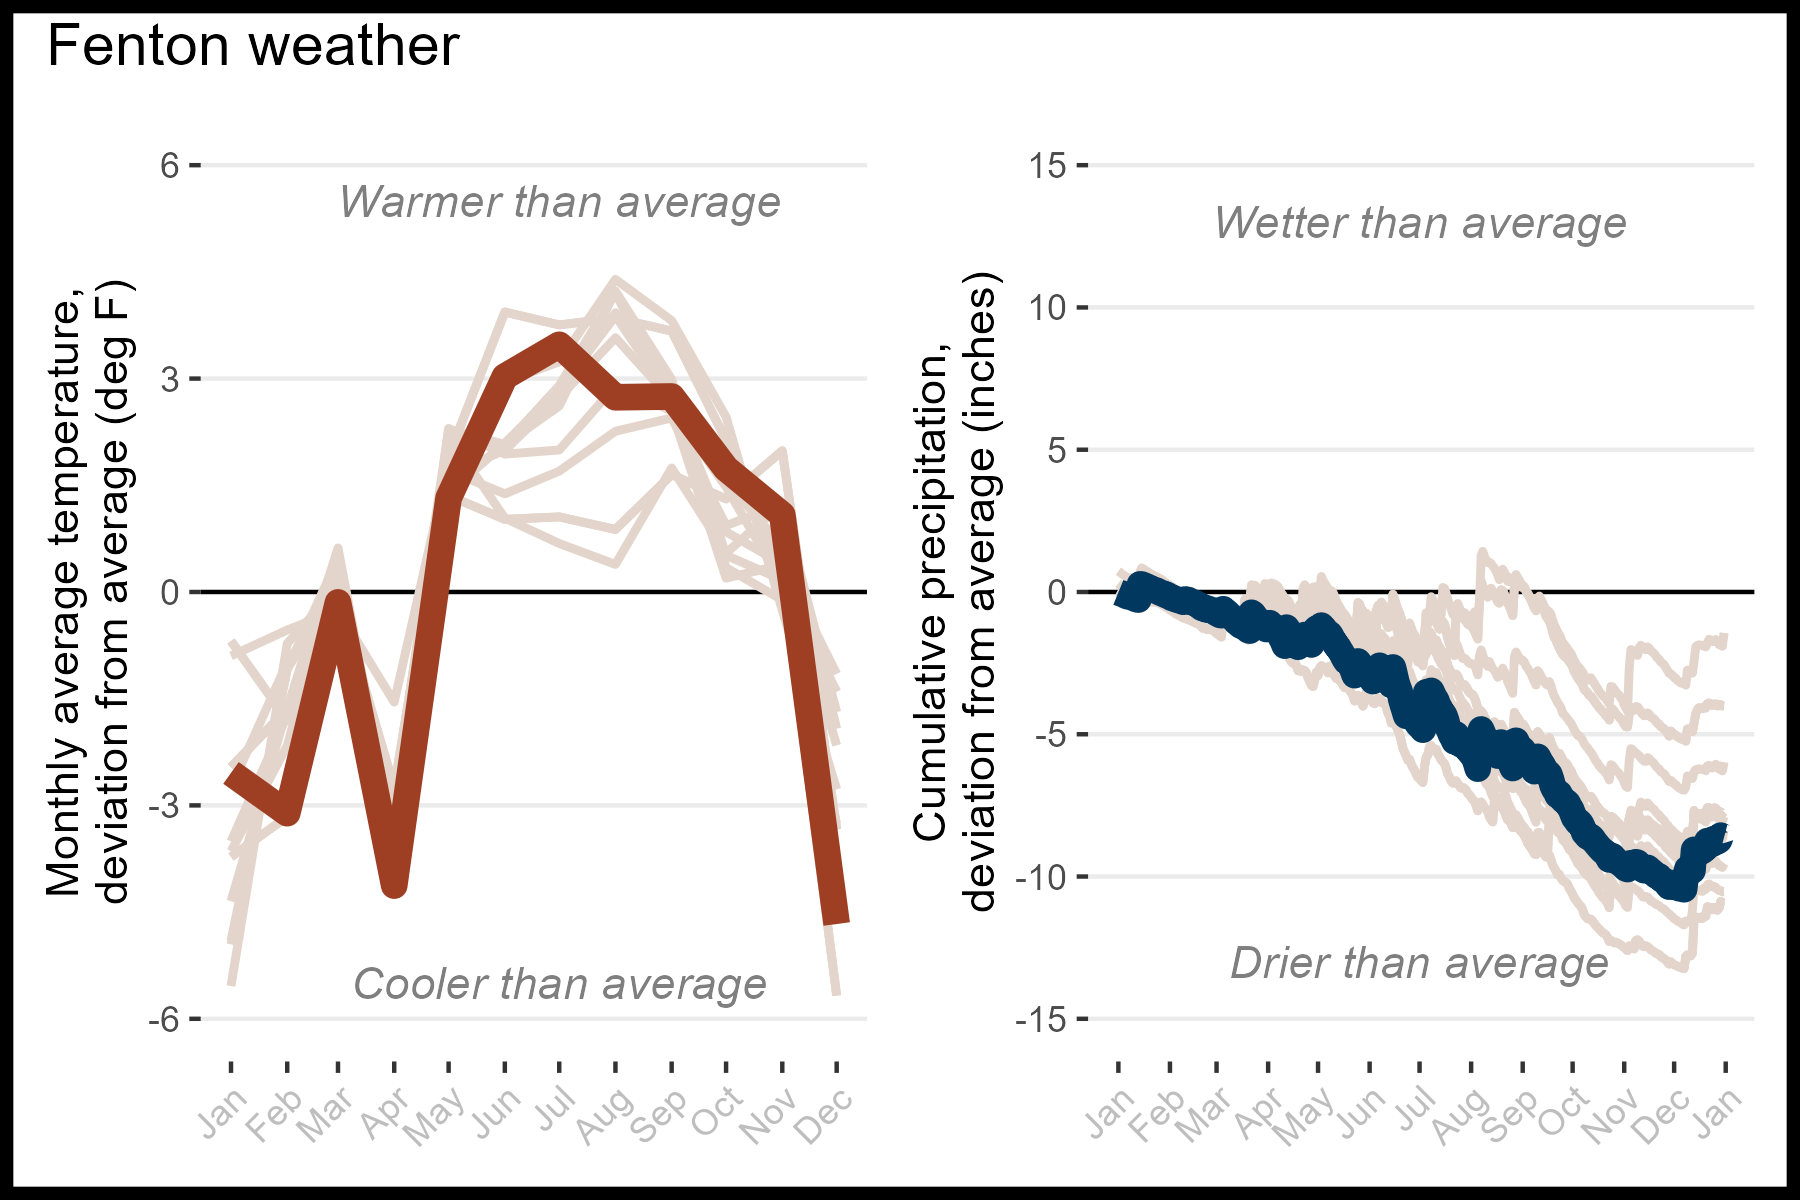 Fenton weather
Monthly average temperature,
deviation from average (deg F)
6
3
0
-3
-6
Warmer than average
Cooler than average
Jan
Feb
Mar
Apr
May
Jun
Jul
Aug
Sep
Oct
Nov
Dec
Cumulative precipitation,
deviation from average (inches)
15
10
5
0
-5
-10
-15
Wetter than average
Drier than average
Jan
Feb
Mar
Apr
May
Jun
Jul
Aug
Sep
Oct
Nov
Dec
Jan